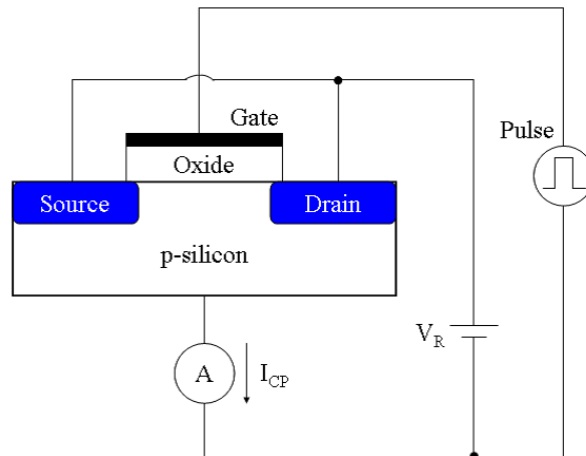 Gate
Pulse
Oxide
Source
Drain
p-silicon
V_R
A
I_CP